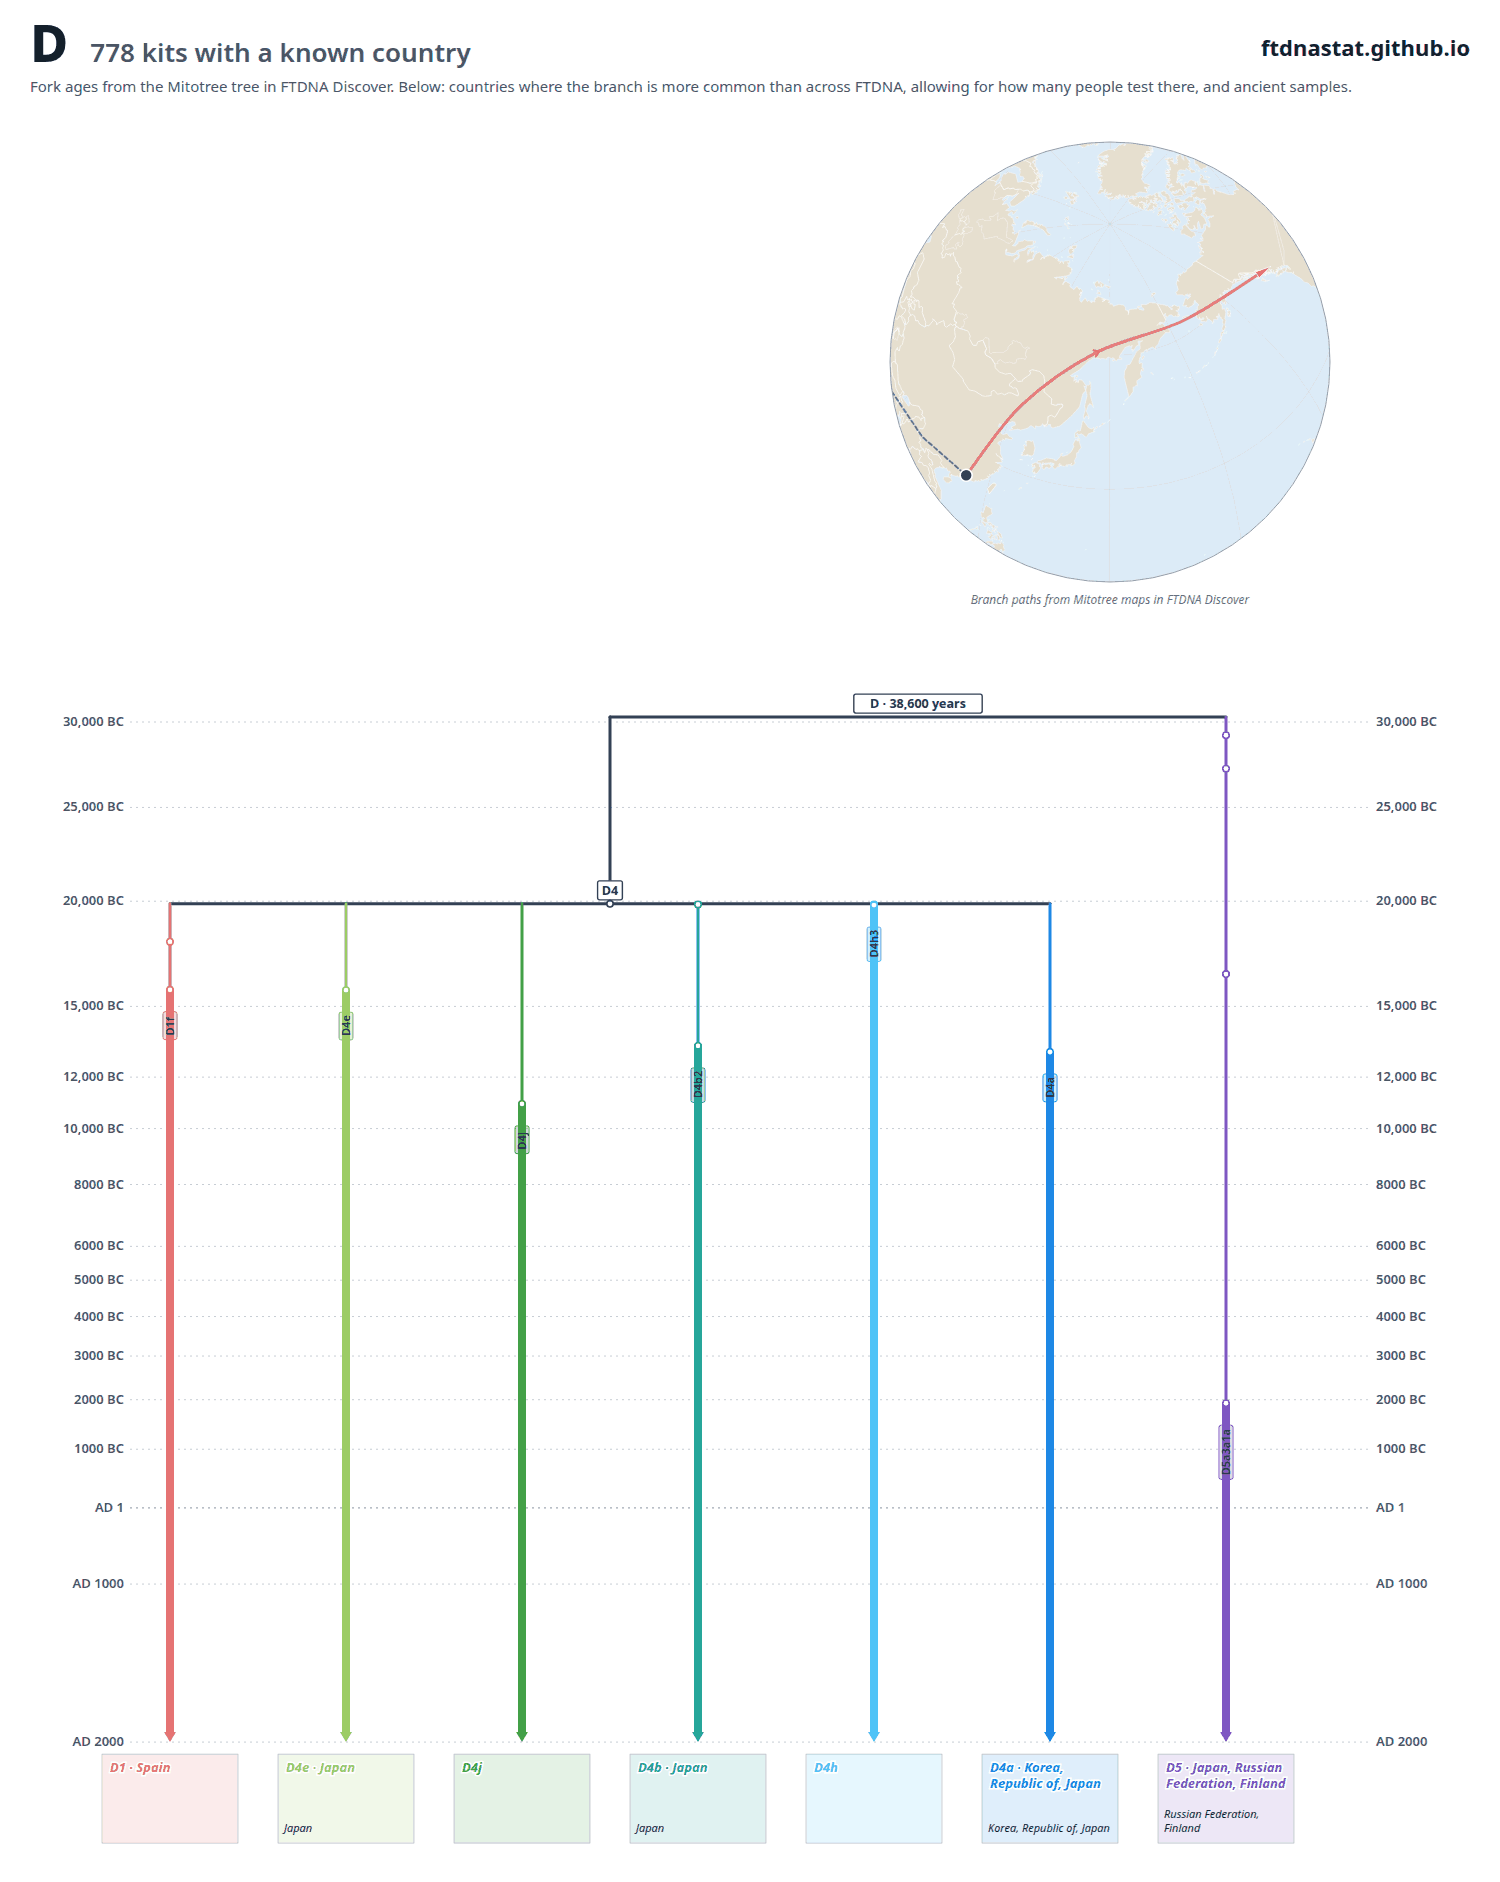 D 778 kits with a known country
ftdnastat.github.io
Fork ages from the Mitotree tree in FTDNA Discover. Below: countries where the branch is more common than across FTDNA, allowing for how many people test there, and ancient samples.
Branch paths from Mitotree maps in FTDNA Discover
D · 38,600 years
30,000 BC 30,000 BC
25,000 BC 25,000 BC
D4
20,000 BC 20,000 BC
D4h3
15,000 BC 15,000 BC
D1f
D4e
12,000 BC 12,000 BC
D4b2
D4a
10,000 BC 10,000 BC
D4j
8000 BC 8000 BC
6000 BC 6000 BC
5000 BC 5000 BC
4000 BC 4000 BC
3000 BC 3000 BC
2000 BC 2000 BC
1000 BC 1000 BC
D5a3a1a
AD 1 AD 1
AD 1000 AD 1000
AD 2000 AD 2000
D1 · Spain
D4e · Japan
Japan
D4j
D4b · Japan
Japan
D4h
D4a · Korea,
Republic of, Japan
Korea, Republic of, Japan
D5 · Japan, Russian
Federation, Finland
Russian Federation,
Finland